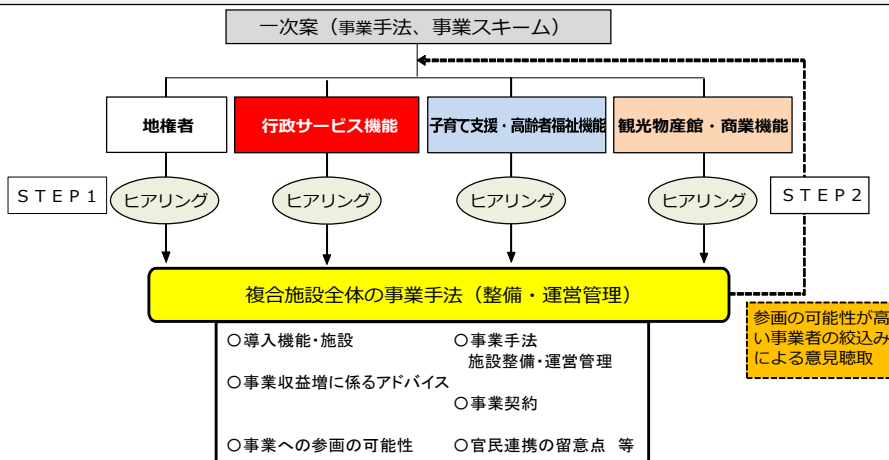 一次案（事業手法、事業スキーム）
地権者
行政サービス機能
子育て支援・高齢者福祉機能
観光物産館・商業機能
ＳＴＥＰ１
ヒアリング
ヒアリング
ヒアリング
ヒアリング
ＳＴＥＰ２
複合施設全体の事業手法（整備・運営管理）
参画の可能性が高
い事業者の絞込み
による意見聴取
〇導入機能・施設
〇事業収益増に係るアドバイス
〇事業への参画の可能性
〇事業手法
施設整備・運営管理
〇事業契約
〇官民連携の留意点 等